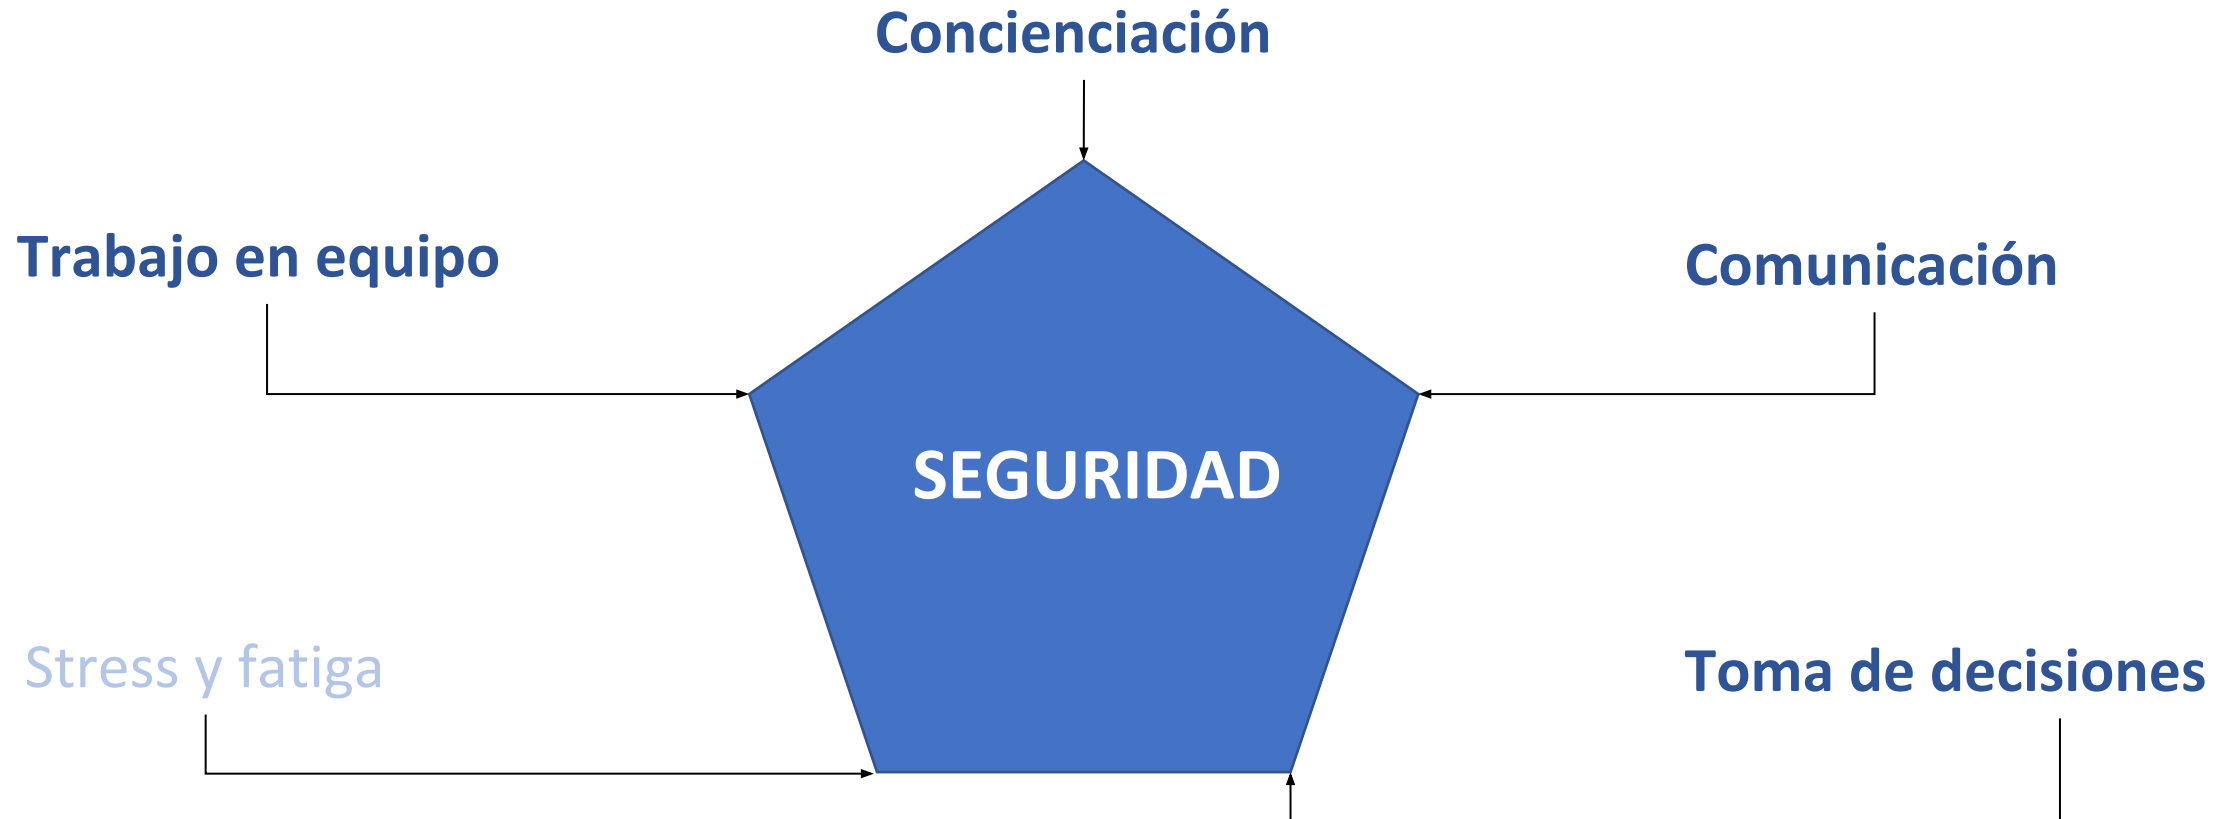 Concienciación
Trabajo en equipo
Comunicación
SEGURIDAD
Stress y fatiga
Toma de decisiones